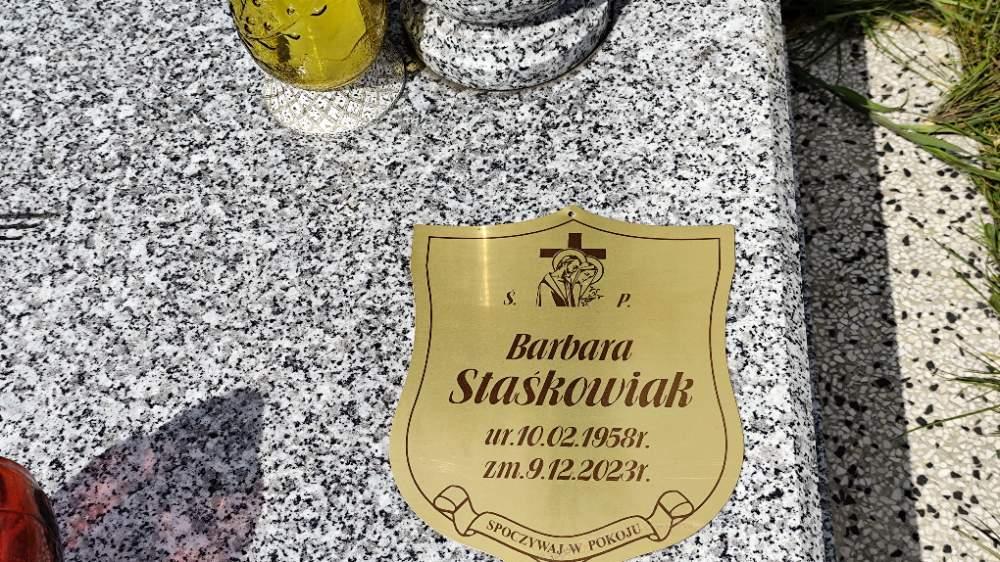 Ś. P.
Barbara
Staśkowiak
ur.10.02.1958r.
zm.9.12.2023r.
SPOCZYWAJ W POKOJU